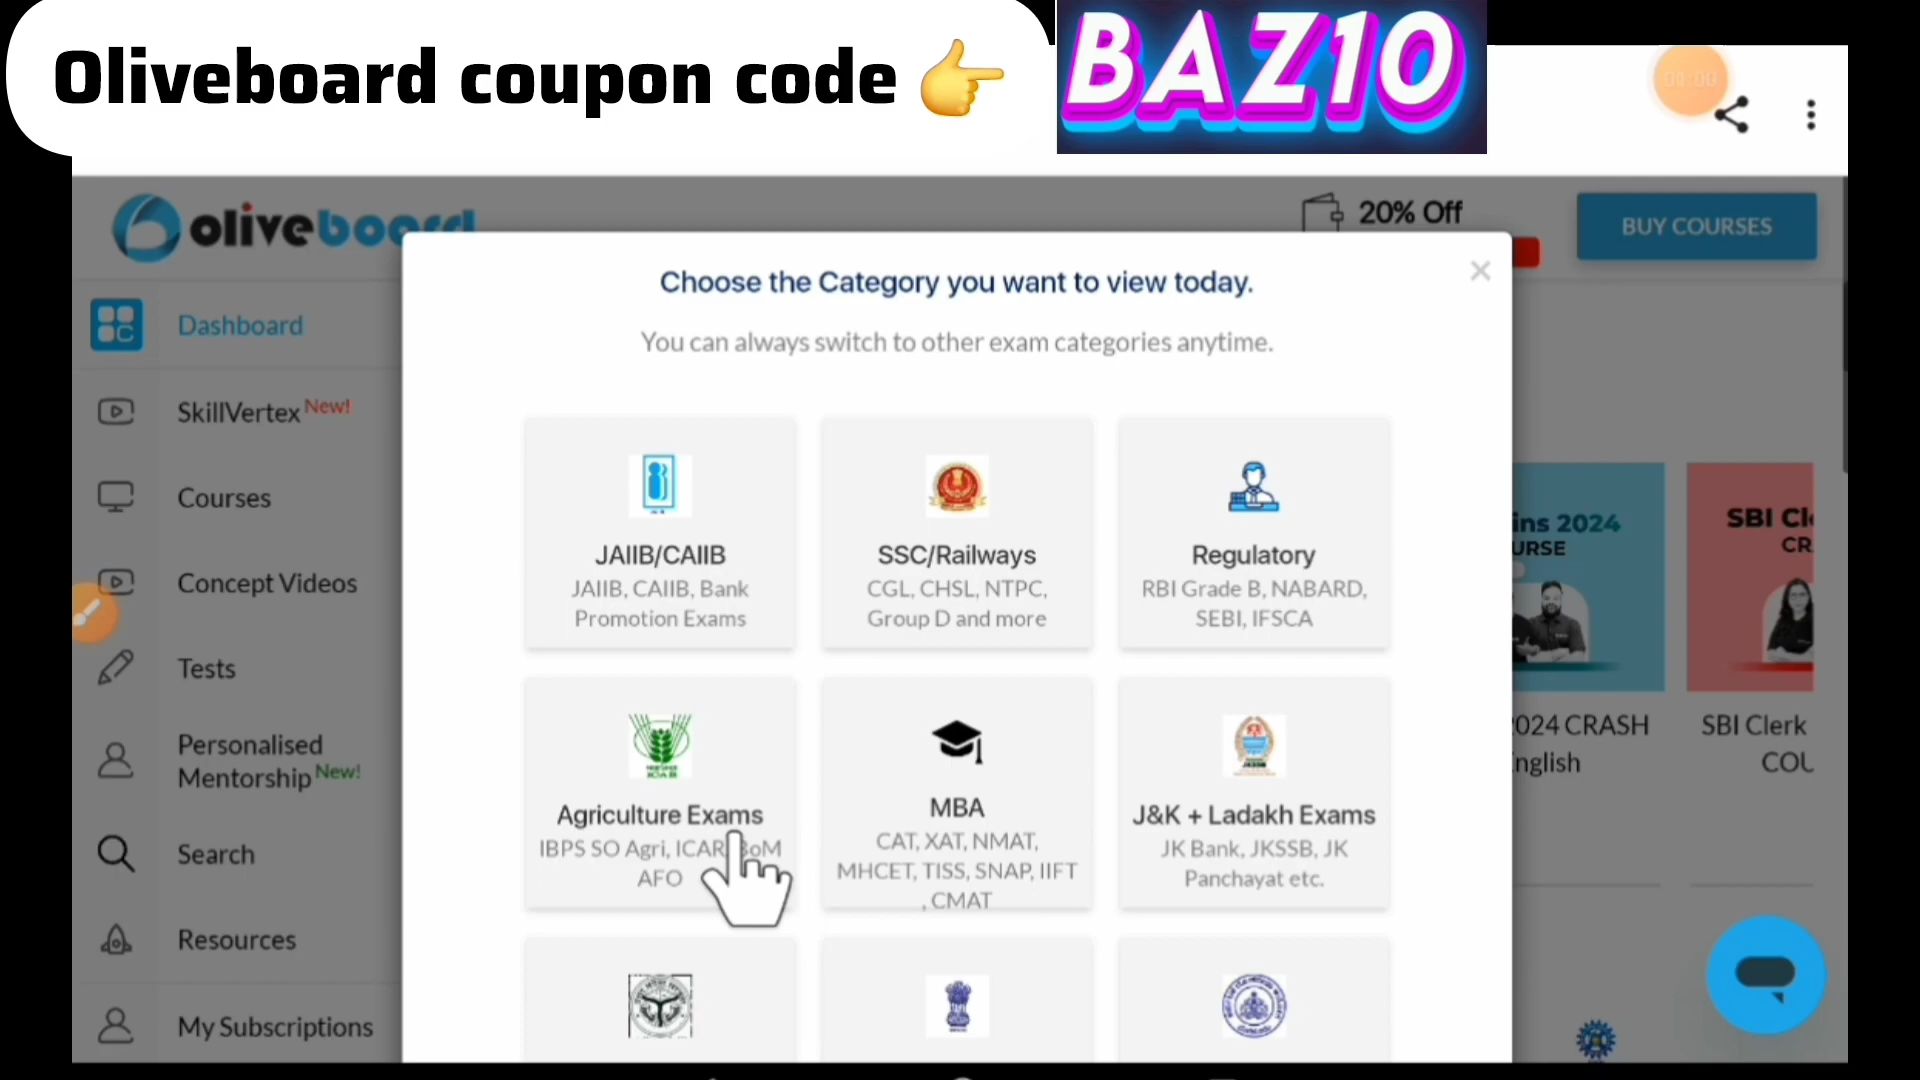 Oliveboard coupon code 👉 BAZ10
00:00
oliveboard
20% Off
BUY COURSES
Choose the Category you want to view today.
You can always switch to other exam categories anytime.
Dashboard
SkillVertex New!
Courses
Concept Videos
Tests
Personalised
Mentorship New!
Search
Resources
My Subscriptions
JAIIB/CAIIB
JAIIB, CAIIB, Bank
Promotion Exams
SSC/Railways
CGL, CHSL, NTPC,
Group D and more
Regulatory
RBI Grade B, NABARD,
SEBI, IFSCA
Agriculture Exams
IBPS SO Agri, ICAR, BoM
AFO
MBA
CAT, XAT, NMAT,
MHCET, TISS, SNAP, IIFT
, CMAT
J&K + Ladakh Exams
JK Bank, JKSSB, JK
Panchayat etc.
ins 2024
URSE
SBI Cl
CR
2024 CRASH
nglish
SBI Clerk
COU